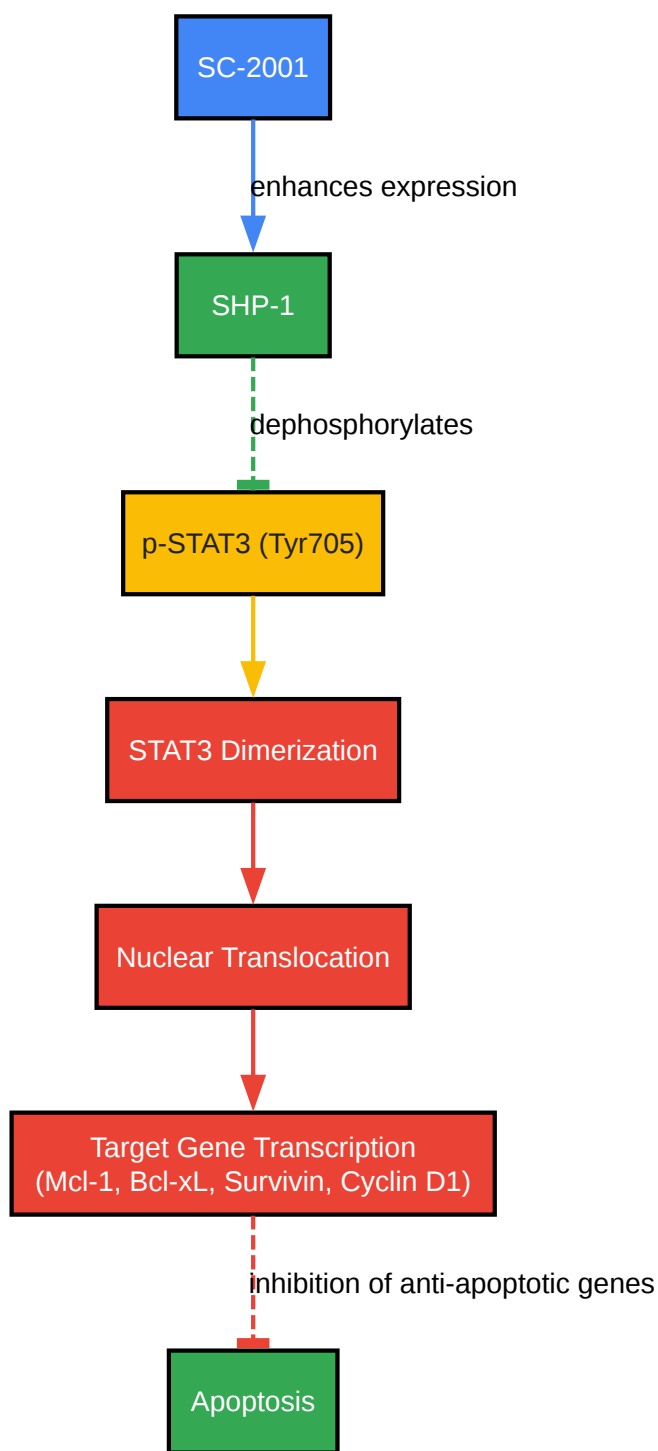 SC-2001
enhances expression
SHP-1
dephosphorylates
p-STAT3 (Tyr705)
STAT3 Dimerization
Nuclear Translocation
Target Gene Transcription
(Mcl-1, Bcl-xL, Survivin, Cyclin D1)
inhibition of anti-apoptotic genes
Apoptosis